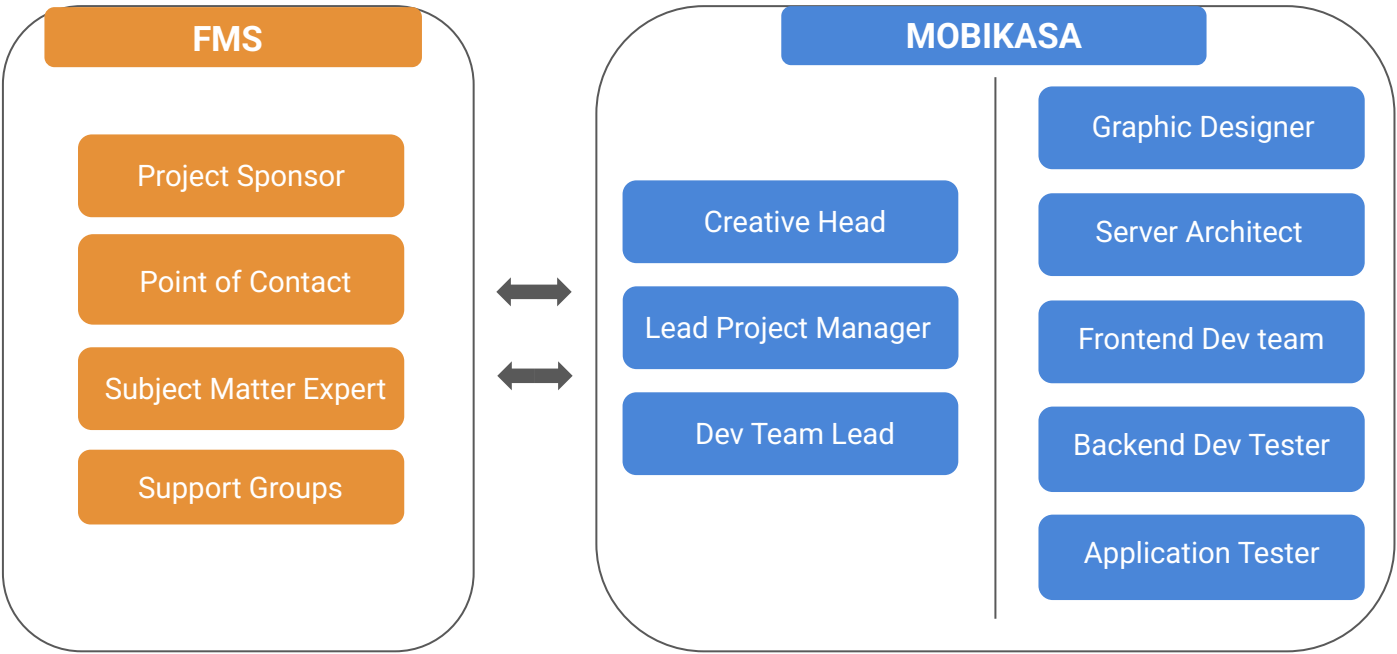 FMS
Project Sponsor
Point of Contact
Subject Matter Expert
Support Groups
MOBIKASA
Creative Head
Lead Project Manager
Dev Team Lead
Graphic Designer
Server Architect
Frontend Dev team
Backend Dev Tester
Application Tester